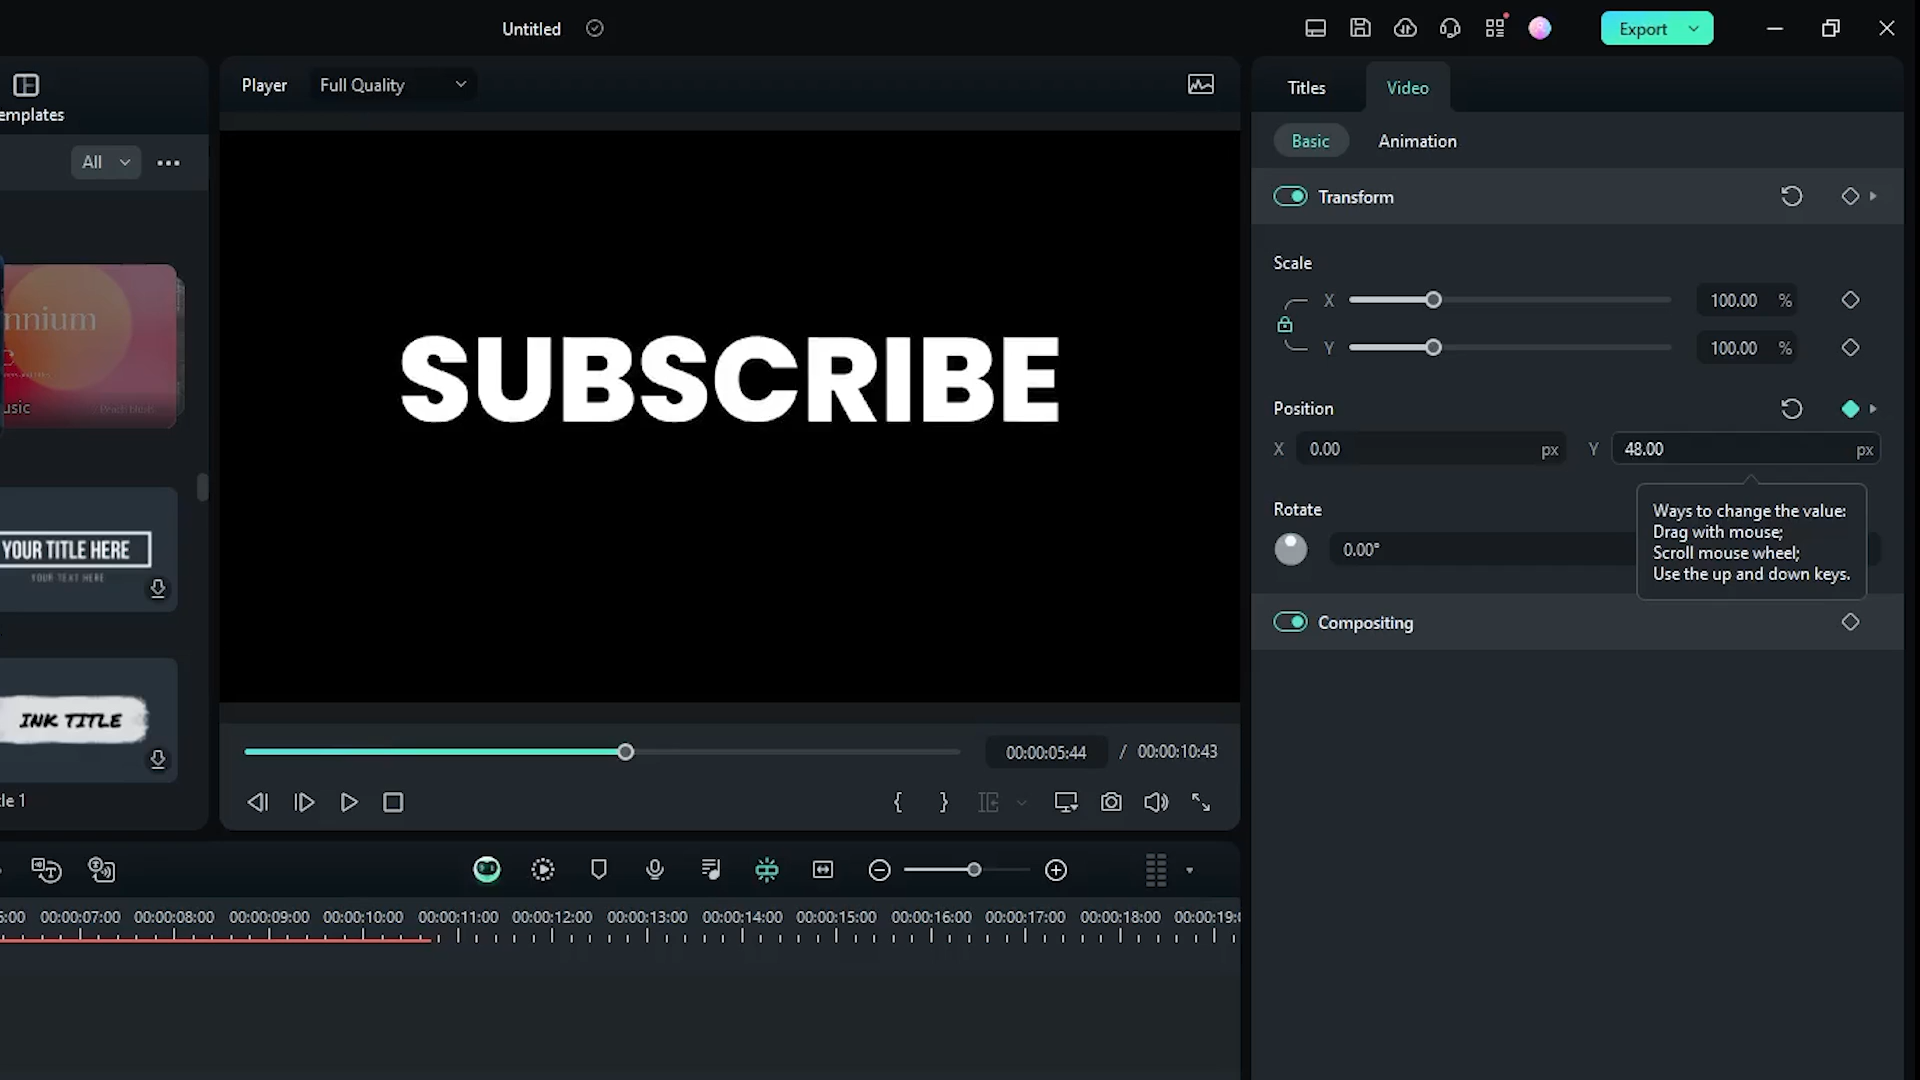 Untitled
Export
emplates
Player
Full Quality
Titles
Video
All
Basic
Animation
Transform
nnium
usic
SUBSCRIBE
Scale
X
100.00 %
Y
100.00 %
Position
X 0.00 px
Y 48.00 px
Ways to change the value:
Drag with mouse;
Scroll mouse wheel;
Use the up and down keys.
Rotate
0.00°
Compositing
YOUR TITLE HERE
YOUR TEXT HERE
INK TITLE
le 1
00:00:05:44 / 00:00:10:43
5:00 00:00:07:00 00:00:08:00 00:00:09:00 00:00:10:00 00:00:11:00 00:00:12:00 00:00:13:00 00:00:14:00 00:00:15:00 00:00:16:00 00:00:17:00 00:00:18:00 00:00:19:0